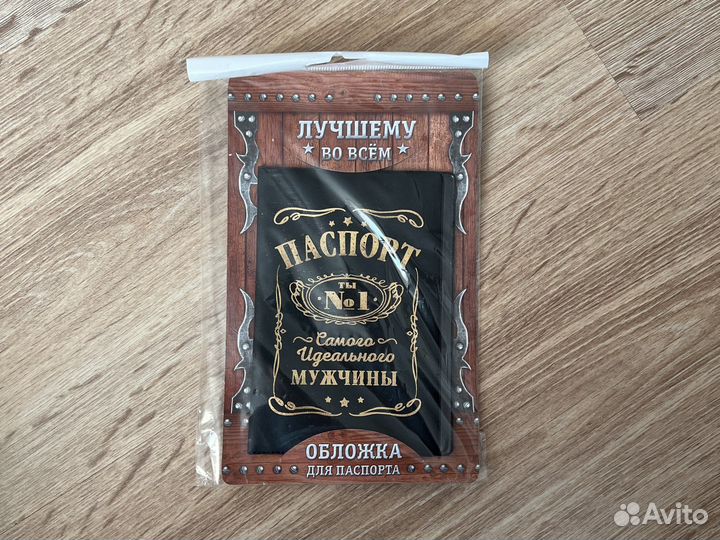 ЛУЧШЕМУ
ВО ВСЁМ
ПАСПОРТ
ТЫ
№1
Самого
Идеального
МУЖЧИНЫ
ОБЛОЖКА
ДЛЯ ПАСПОРТА
Avito